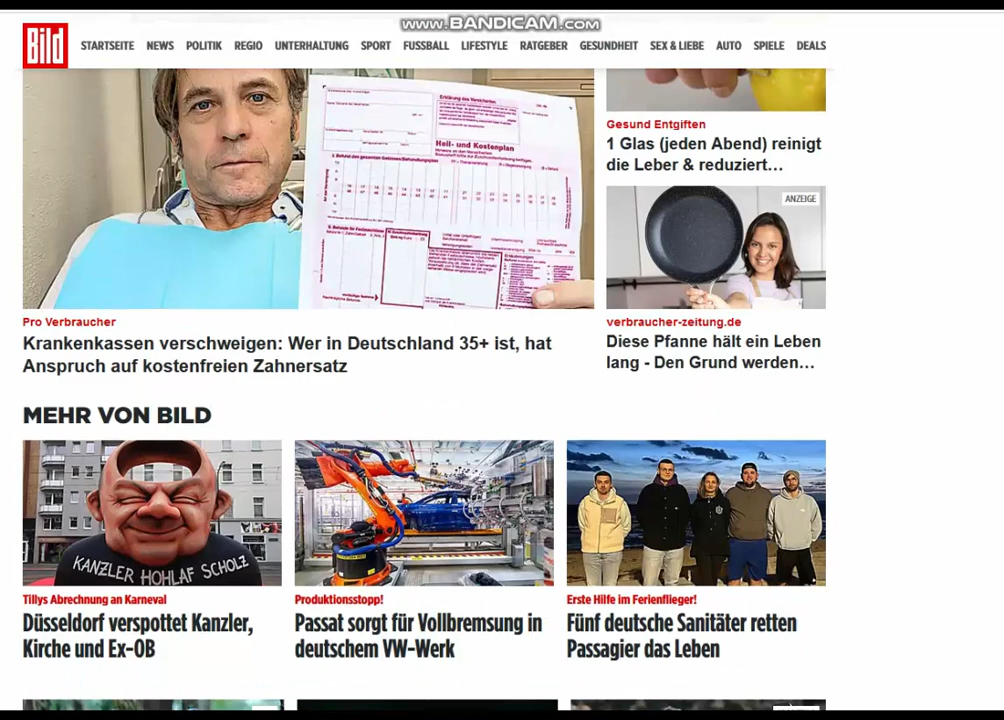 www.BANDICAM.com
Bild
STARTSEITE NEWS POLITIK REGIO UNTERHALTUNG SPORT FUSSBALL LIFESTYLE RATGEBER GESUNDHEIT SEX & LIEBE AUTO SPIELE DEALS
Erklärung des Versicherten
Heil- und Kostenplan
Pro Verbraucher
Krankenkassen verschweigen: Wer in Deutschland 35+ ist, hat
Anspruch auf kostenfreien Zahnersatz
Gesund Entgiften
1 Glas (jeden Abend) reinigt
die Leber & reduziert…
ANZEIGE
verbraucher-zeitung.de
Diese Pfanne hält ein Leben
lang - Den Grund werden…
MEHR VON BILD
KANZLER HOHLAF SCHOLZ
Tillys Abrechnung an Karneval
Düsseldorf verspottet Kanzler,
Kirche und Ex-OB
Produktionsstopp!
Passat sorgt für Vollbremsung in
deutschem VW-Werk
Erste Hilfe im Ferienflieger!
Fünf deutsche Sanitäter retten
Passagier das Leben